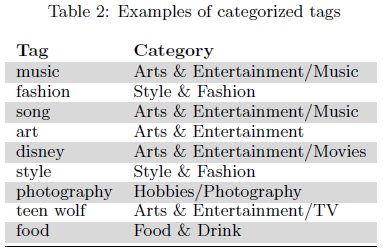 Table 2: Examples of categorized tags
Tag Category
music Arts & Entertainment/Music
fashion Style & Fashion
song Arts & Entertainment/Music
art Arts & Entertainment
disney Arts & Entertainment/Movies
style Style & Fashion
photography Hobbies/Photography
teen wolf Arts & Entertainment/TV
food Food & Drink